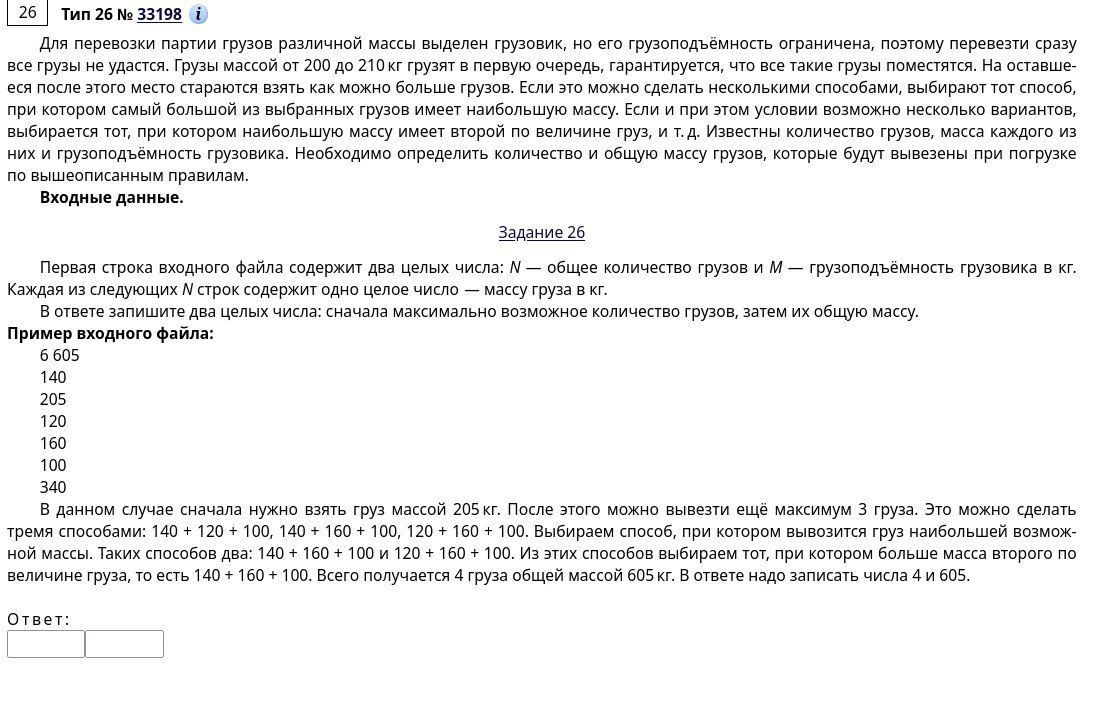 26 Тип 26 № 33198 i
Для перевозки партии грузов различной массы выделен грузовик, но его грузоподъёмность ограничена, поэтому перевезти сразу
все грузы не удастся. Грузы массой от 200 до 210 кг грузят в первую очередь, гарантируется, что все такие грузы поместятся. На оставше-
еся после этого место стараются взять как можно больше грузов. Если это можно сделать несколькими способами, выбирают тот способ,
при котором самый большой из выбранных грузов имеет наибольшую массу. Если и при этом условии возможно несколько вариантов,
выбирается тот, при котором наибольшую массу имеет второй по величине груз, и т. д. Известны количество грузов, масса каждого из
них и грузоподъёмность грузовика. Необходимо определить количество и общую массу грузов, которые будут вывезены при погрузке
по вышеописанным правилам.
Входные данные.
Задание 26
Первая строка входного файла содержит два целых числа: N — общее количество грузов и M — грузоподъёмность грузовика в кг.
Каждая из следующих N строк содержит одно целое число — массу груза в кг.
В ответе запишите два целых числа: сначала максимально возможное количество грузов, затем их общую массу.
Пример входного файла:
6 605
140
205
120
160
100
340
В данном случае сначала нужно взять груз массой 205 кг. После этого можно вывезти ещё максимум 3 груза. Это можно сделать
тремя способами: 140 + 120 + 100, 140 + 160 + 100, 120 + 160 + 100. Выбираем способ, при котором вывозится груз наибольшей возмож-
ной массы. Таких способов два: 140 + 160 + 100 и 120 + 160 + 100. Из этих способов выбираем тот, при котором больше масса второго по
величине груза, то есть 140 + 160 + 100. Всего получается 4 груза общей массой 605 кг. В ответе надо записать числа 4 и 605.
Ответ: